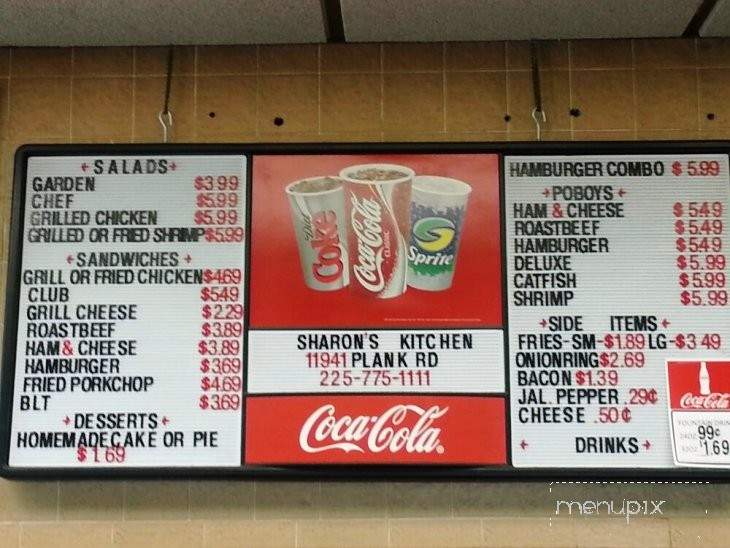 + SALADS +
GARDEN $3.99
CHEF $5.99
GRILLED CHICKEN $5.99
GRILLED OR FRIED SHRIMP $5.99
+ SANDWICHES +
GRILL OR FRIED CHICKEN $4.69
CLUB $5.49
GRILL CHEESE $2.29
ROASTBEEF $3.89
HAM & CHEESE $3.89
HAMBURGER $3.69
FRIED PORKCHOP $4.69
BLT $3.69
+ DESSERTS +
HOMEMADE CAKE OR PIE
$1.69
Diet Coke
Coca-Cola
CLASSIC
Sprite
SHARON'S KITCHEN
11941 PLANK RD
225-775-1111
Coca-Cola
HAMBURGER COMBO $5.99
+ POBOYS +
HAM & CHEESE $5.49
ROASTBEEF $5.49
HAMBURGER $5.49
DELUXE $5.99
CATFISH $5.99
SHRIMP $5.99
+ SIDE ITEMS +
FRIES-SM-$1.89 LG-$3.49
ONIONRING $2.69
BACON $1.39
JAL. PEPPER .29¢
CHEESE .50¢
+ DRINKS +
Coca-Cola
FOUNTAIN DRIN
24OZ 99¢
32OZ $1.69
menupix